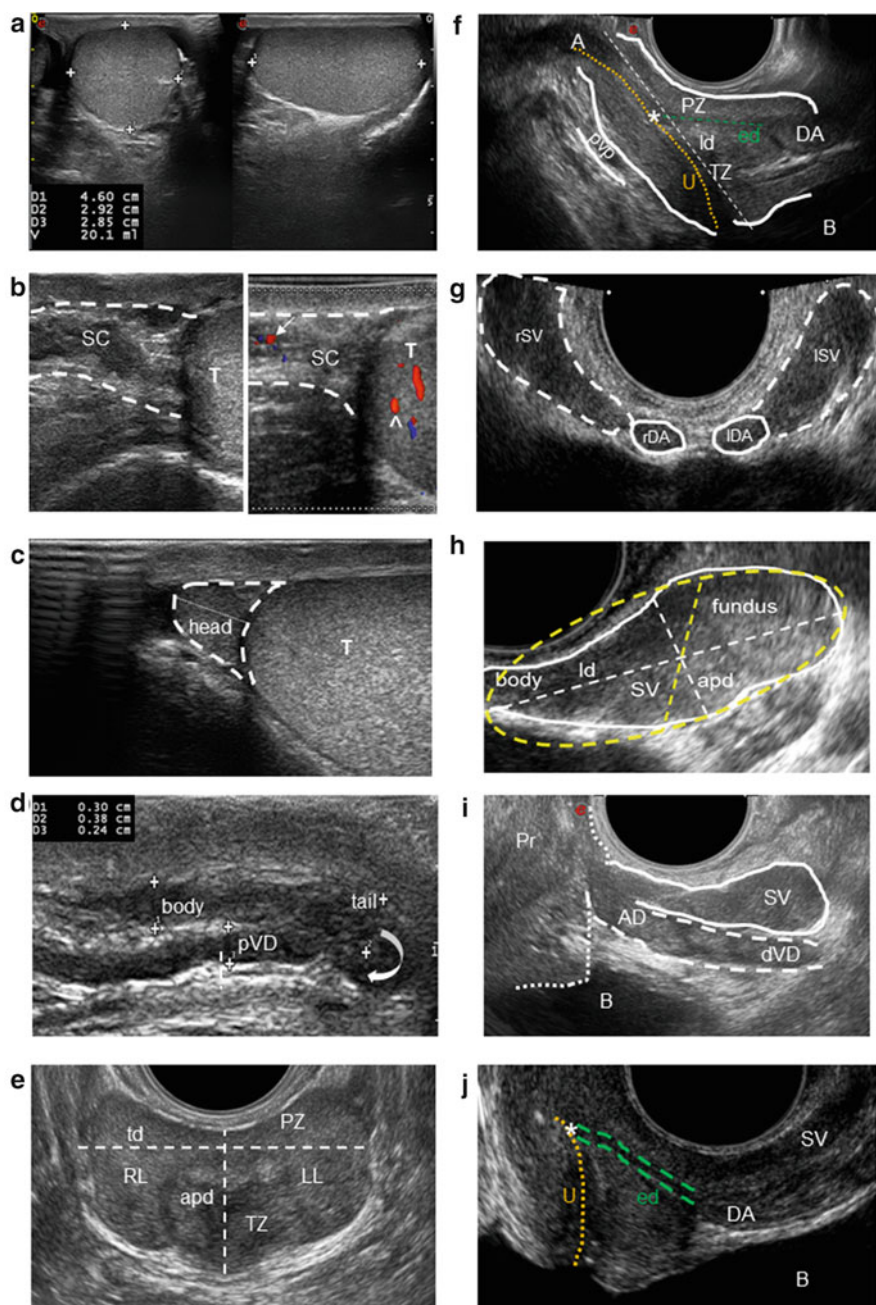 a
D1 4.60 cm
D2 2.92 cm
D3 2.85 cm
V 20.1 ml
b
SC
T
SC
T
c
head
T
d
D1 0.30 cm
D2 0.38 cm
D3 0.24 cm
body
pVD
tail
e
td
PZ
RL
apd
LL
TZ
f
A
PZ
ld
ed
DA
pvp
U
TZ
B
g
rSV
lSV
rDA
lDA
h
fundus
body
ld
SV
apd
i
Pr
SV
AD
dVD
B
j
SV
U
ed
DA
B